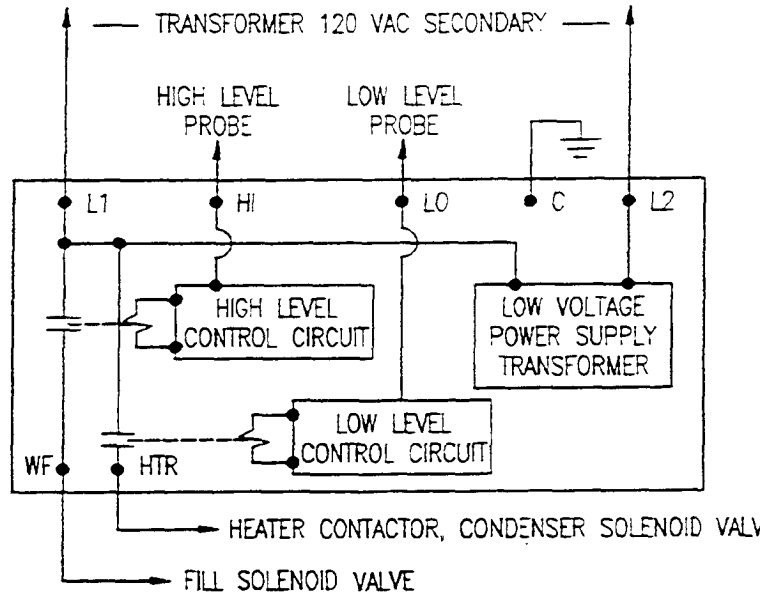 TRANSFORMER 120 VAC SECONDARY
HIGH LEVEL
PROBE
LOW LEVEL
PROBE
L1
HI
LO
C
L2
HIGH LEVEL
CONTROL CIRCUIT
LOW VOLTAGE
POWER SUPPLY
TRANSFORMER
LOW LEVEL
CONTROL CIRCUIT
WF
HTR
HEATER CONTACTOR, CONDENSER SOLENOID VALV
FILL SOLENOID VALVE